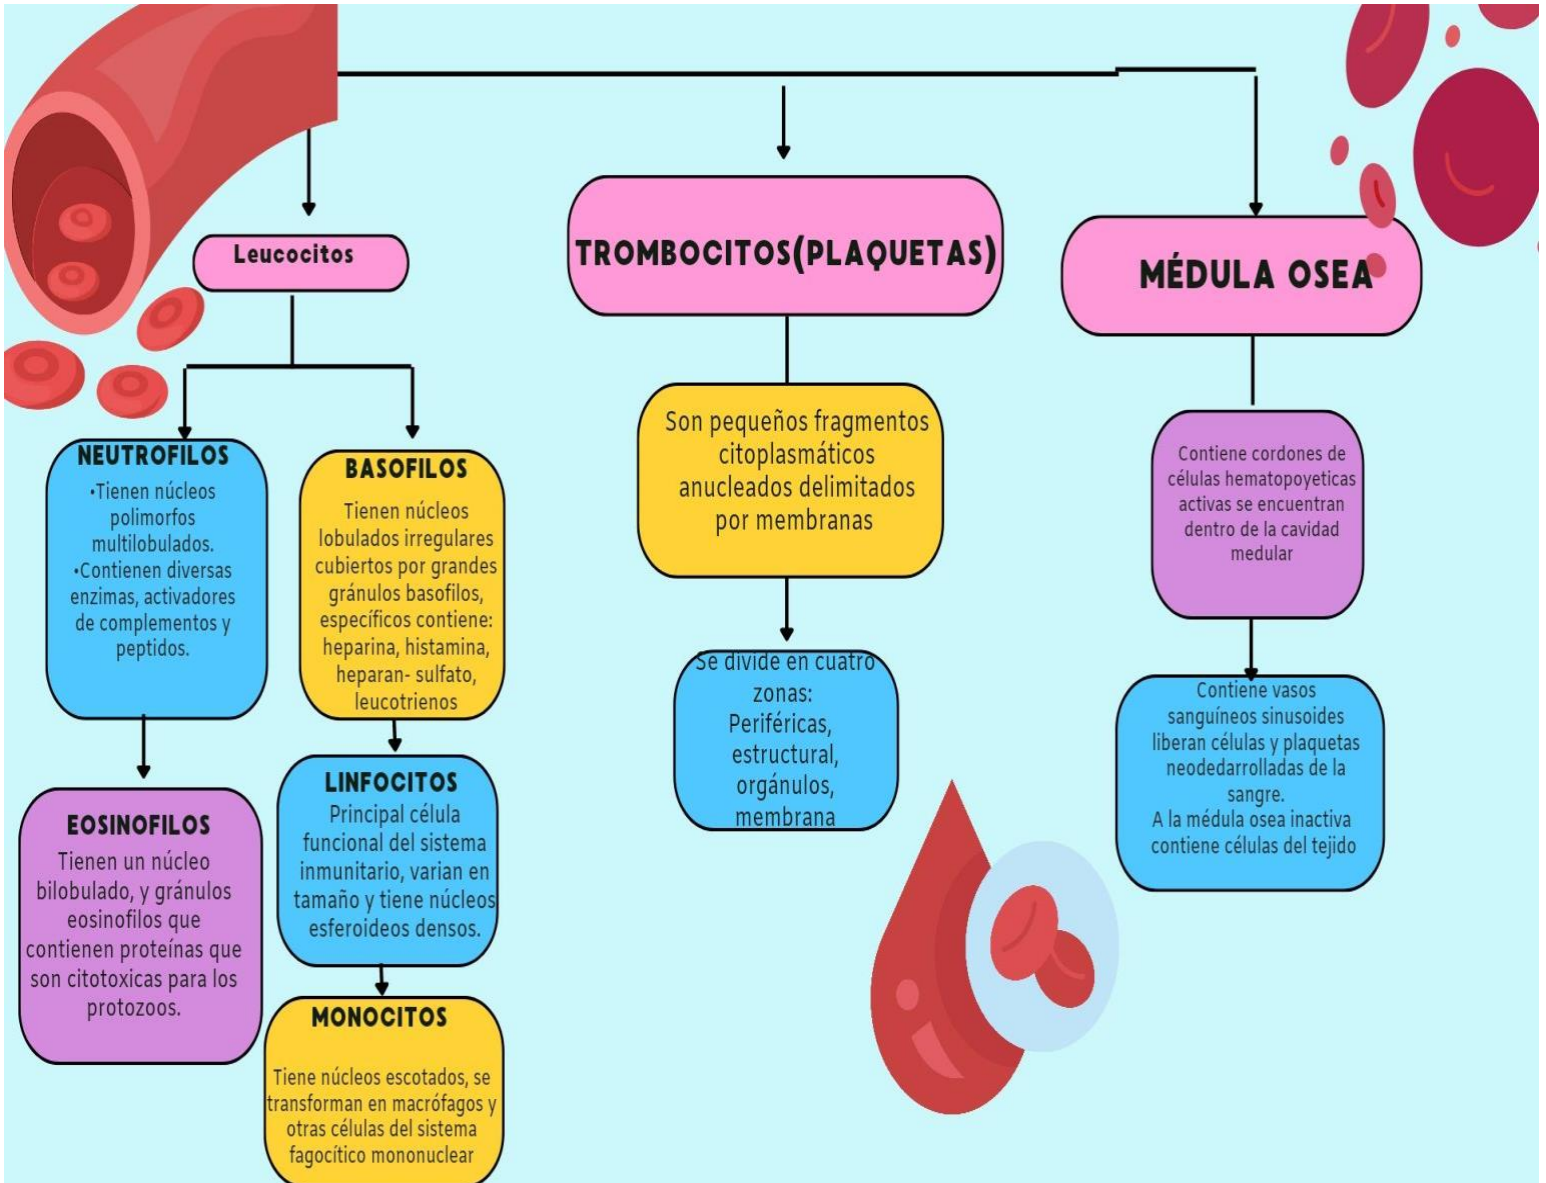 Leucocitos
NEUTROFILOS
•Tienen núcleos
polimorfos
multilobulados.
•Contienen diversas
enzimas, activadores
de complementos y
peptidos.
EOSINOFILOS
Tienen un núcleo
bilobulado, y gránulos
eosinofilos que
contienen proteínas que
son citotoxicas para los
protozoos.
BASOFILOS
Tienen núcleos
lobulados irregulares
cubiertos por grandes
gránulos basofilos,
específicos contiene:
heparina, histamina,
heparan- sulfato,
leucotrienos
LINFOCITOS
Principal célula
funcional del sistema
inmunitario, varian en
tamaño y tiene núcleos
esferoideos densos.
MONOCITOS
Tiene núcleos escotados, se
transforman en macrófagos y
otras células del sistema
fagocítico mononuclear
TROMBOCITOS(PLAQUETAS)
Son pequeños fragmentos
citoplasmáticos
anucleados delimitados
por membranas
Se divide en cuatro
zonas:
Periféricas,
estructural,
orgánulos,
membrana
MÉDULA OSEA
Contiene cordones de
células hematopoyeticas
activas se encuentran
dentro de la cavidad
medular
Contiene vasos
sanguíneos sinusoides
liberan células y plaquetas
neodedarrolladas de la
sangre.
A la médula osea inactiva
contiene células del tejido